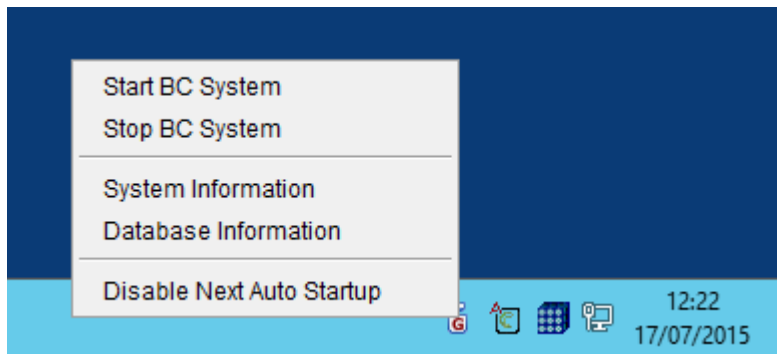 Start BC System
Stop BC System
System Information
Database Information
Disable Next Auto Startup
G
A
C
12:22
17/07/2015